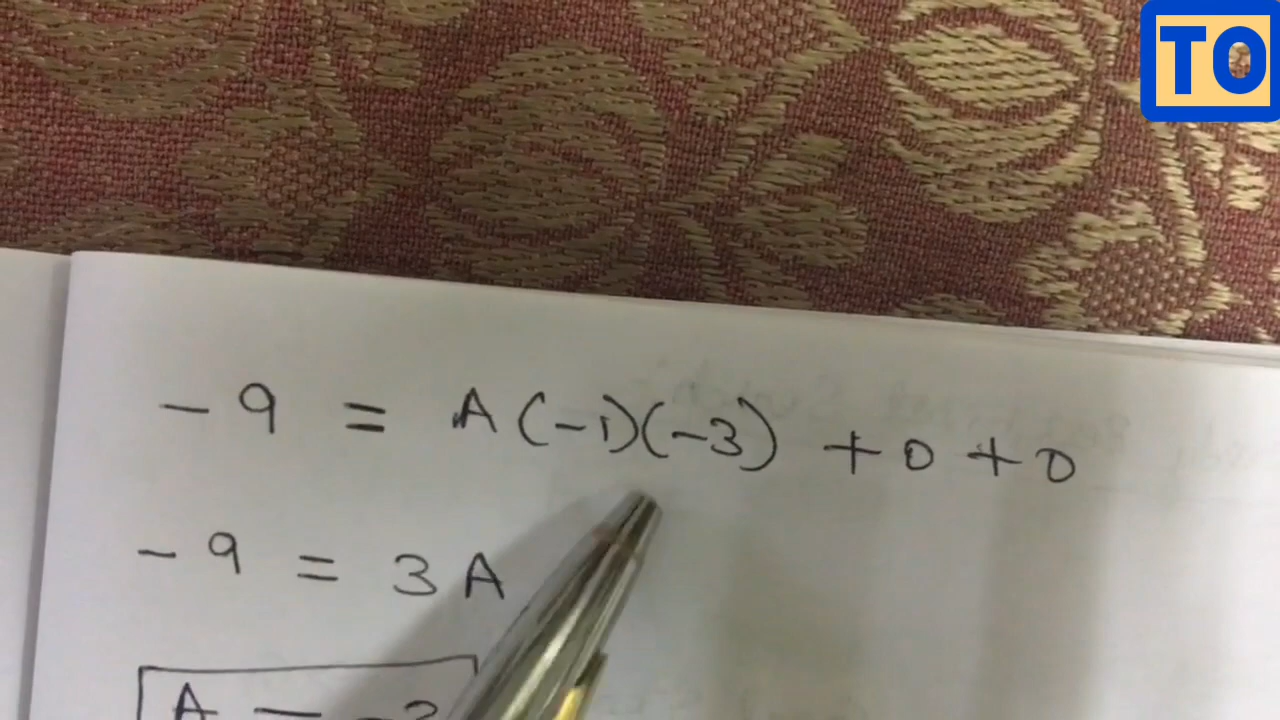 TO
- 9 = A(-1)(-3) + 0 + 0
- 9 = 3A
A